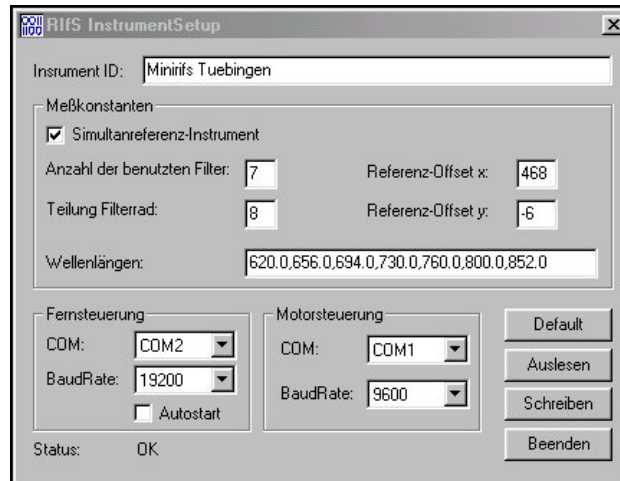 RIfS InstrumentSetup
Insrument ID: Minirifs Tuebingen
Meßkonstanten
Simultanreferenz-Instrument
Anzahl der benutzten Filter: 7 Referenz-Offset x: 468
Teilung Filterrad: 8 Referenz-Offset y: -6
Wellenlängen: 620.0,656.0,694.0,730.0,760.0,800.0,852.0
Fernsteuerung
COM: COM2
BaudRate: 19200
Autostart
Motorsteuerung
COM: COM1
BaudRate: 9600
Default
Auslesen
Schreiben
Beenden
Status: OK